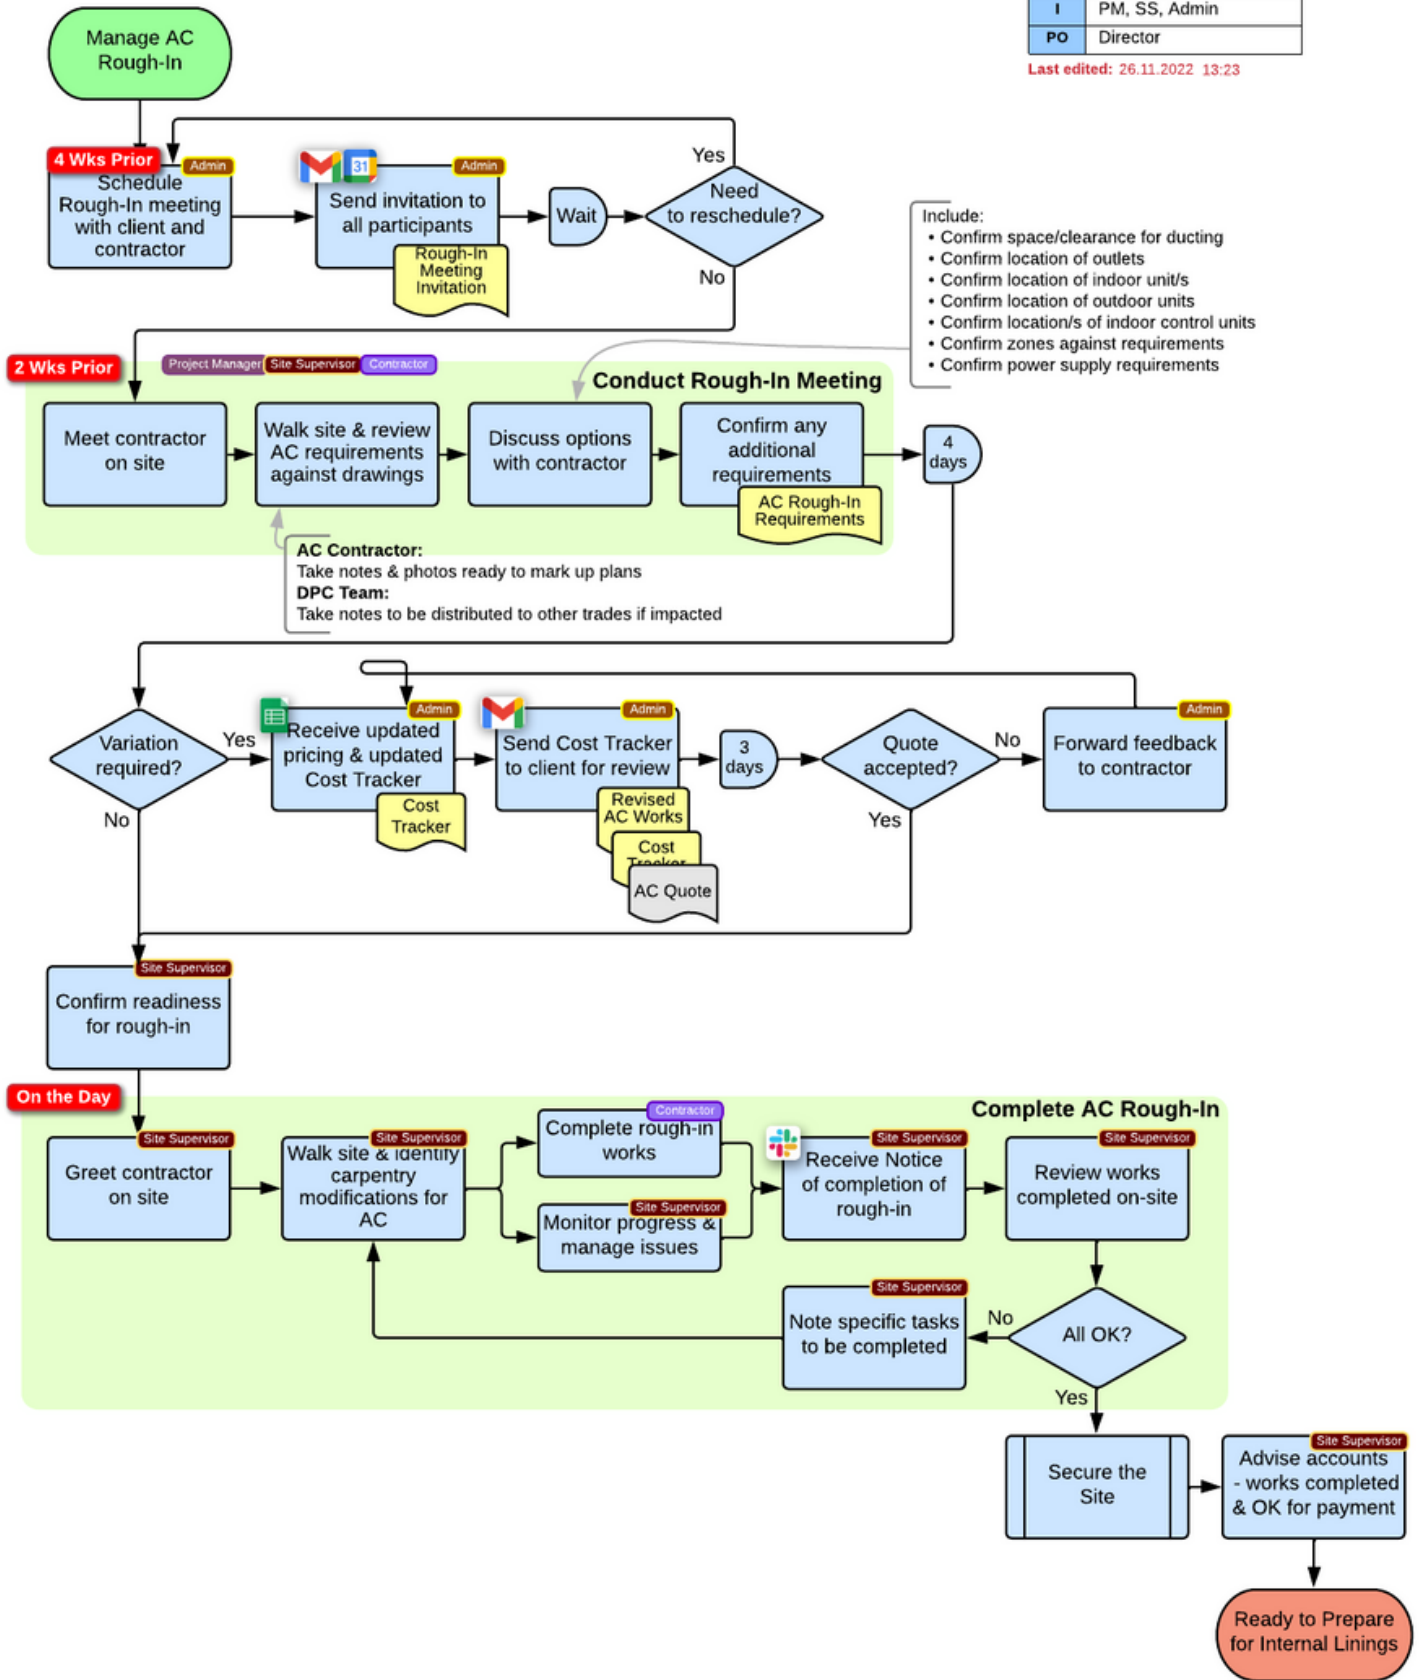 Manage AC
Rough-In
I PM, SS, Admin
PO Director
Last edited: 26.11.2022 13:23
4 Wks Prior
Admin
Schedule
Rough-In meeting
with client and
contractor
31
Admin
Send invitation to
all participants
Rough-In
Meeting
Invitation
Wait
Yes
Need
to reschedule?
No
Include:
• Confirm space/clearance for ducting
• Confirm location of outlets
• Confirm location of indoor unit/s
• Confirm location of outdoor units
• Confirm location/s of indoor control units
• Confirm zones against requirements
• Confirm power supply requirements
2 Wks Prior
Project Manager
Site Supervisor
Contractor
Conduct Rough-In Meeting
Meet contractor
on site
Walk site & review
AC requirements
against drawings
Discuss options
with contractor
Confirm any
additional
requirements
AC Rough-In
Requirements
4
days
AC Contractor:
Take notes & photos ready to mark up plans
DPC Team:
Take notes to be distributed to other trades if impacted
Variation
required?
Yes
No
Admin
Receive updated
pricing & updated
Cost Tracker
Cost
Tracker
Admin
Send Cost Tracker
to client for review
Revised
AC Works
Cost
Tracker
AC Quote
3
days
Quote
accepted?
No
Yes
Admin
Forward feedback
to contractor
Site Supervisor
Confirm readiness
for rough-in
On the Day
Complete AC Rough-In
Site Supervisor
Greet contractor
on site
Site Supervisor
Walk site & identify
carpentry
modifications for
AC
Contractor
Complete rough-in
works
Site Supervisor
Monitor progress &
manage issues
Site Supervisor
Receive Notice
of completion of
rough-in
Site Supervisor
Review works
completed on-site
Site Supervisor
Note specific tasks
to be completed
No
All OK?
Yes
Secure the
Site
Site Supervisor
Advise accounts
- works completed
& OK for payment
Ready to Prepare
for Internal Linings